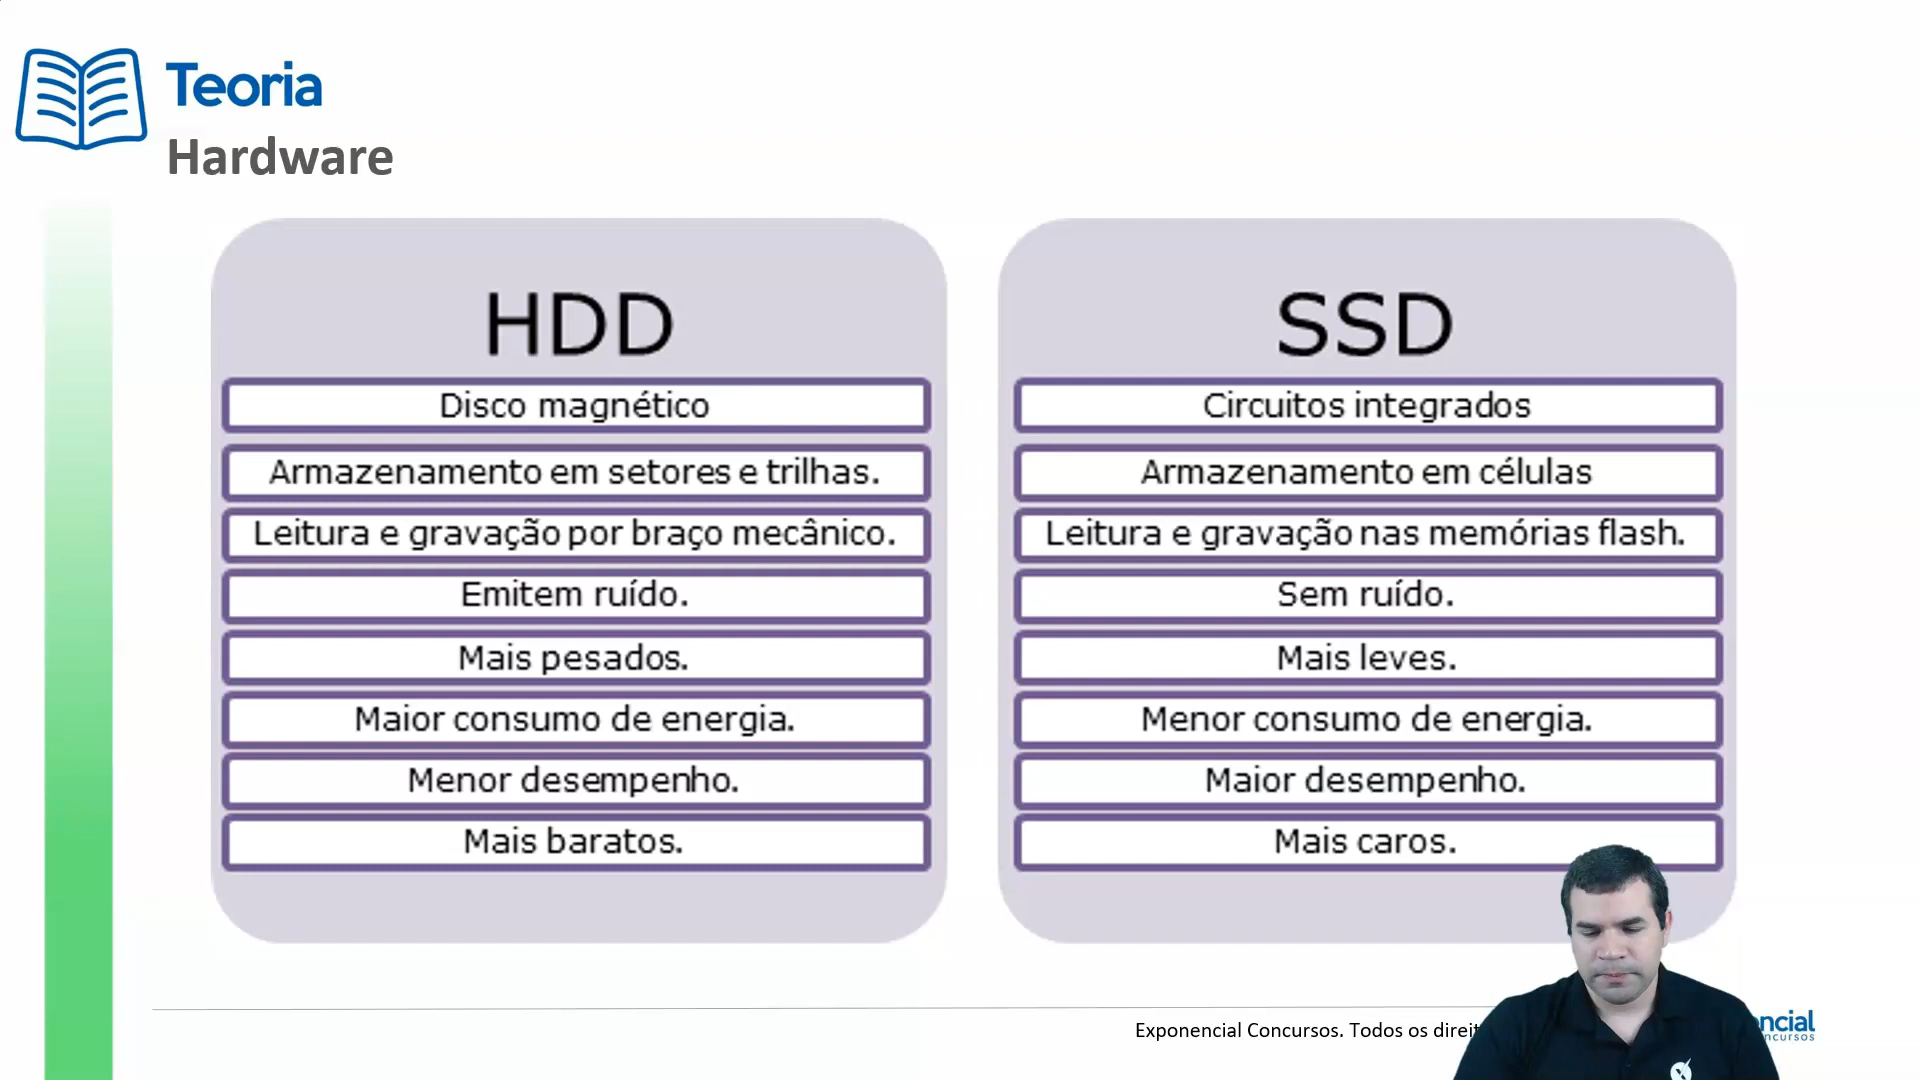 Teoria
Hardware
HDD
Disco magnético
Armazenamento em setores e trilhas.
Leitura e gravação por braço mecânico.
Emitem ruído.
Mais pesados.
Maior consumo de energia.
Menor desempenho.
Mais baratos.
SSD
Circuitos integrados
Armazenamento em células
Leitura e gravação nas memórias flash.
Sem ruído.
Mais leves.
Menor consumo de energia.
Maior desempenho.
Mais caros.
Exponencial Concursos. Todos os